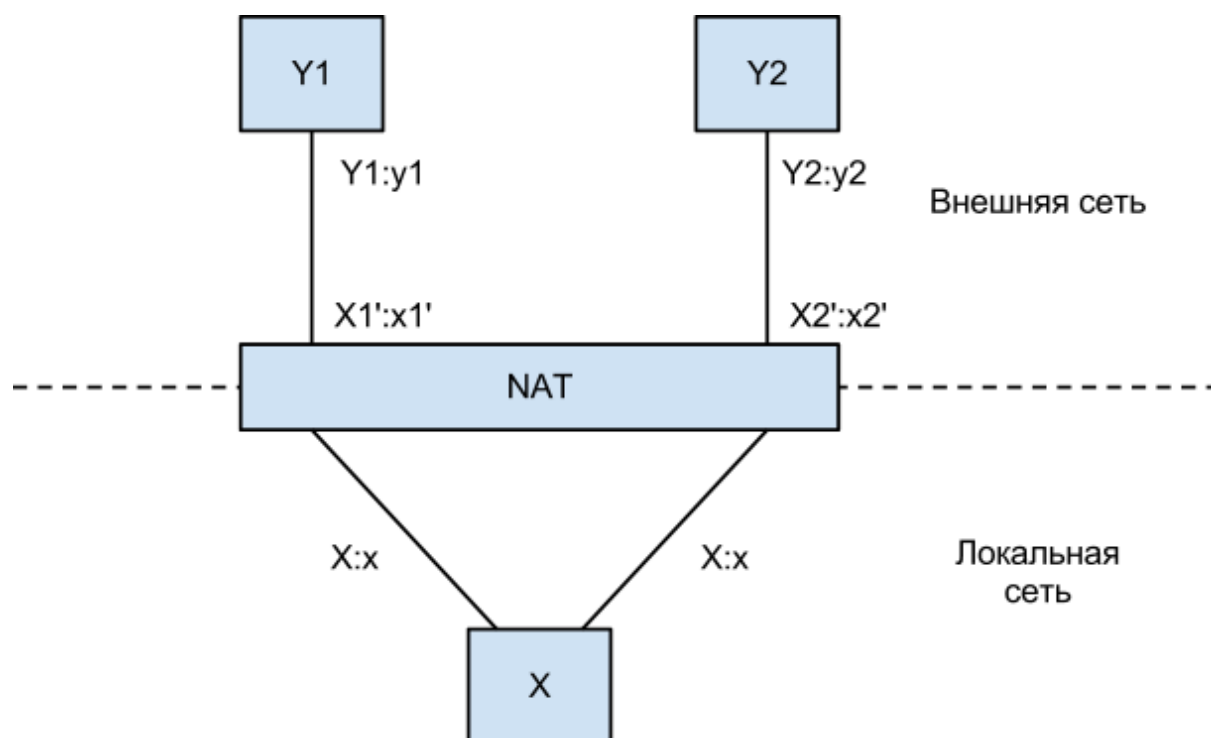 Y1
Y2
Y1:y1
Y2:y2
Внешняя сеть
X1':x1'
X2':x2'
NAT
X:x
X:x
Локальная
сеть
X